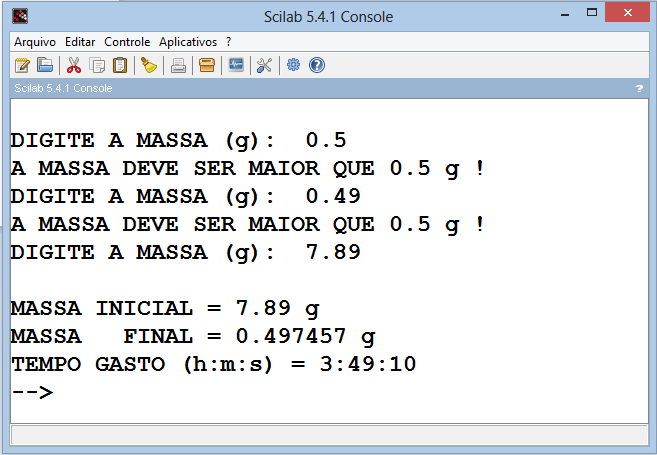 Scilab 5.4.1 Console
Arquivo Editar Controle Aplicativos ?
Scilab 5.4.1 Console ?
DIGITE A MASSA (g):  0.5
A MASSA DEVE SER MAIOR QUE 0.5 g !
DIGITE A MASSA (g):  0.49
A MASSA DEVE SER MAIOR QUE 0.5 g !
DIGITE A MASSA (g):  7.89
MASSA INICIAL = 7.89 g
MASSA   FINAL = 0.497457 g
TEMPO GASTO (h:m:s) = 3:49:10
-->